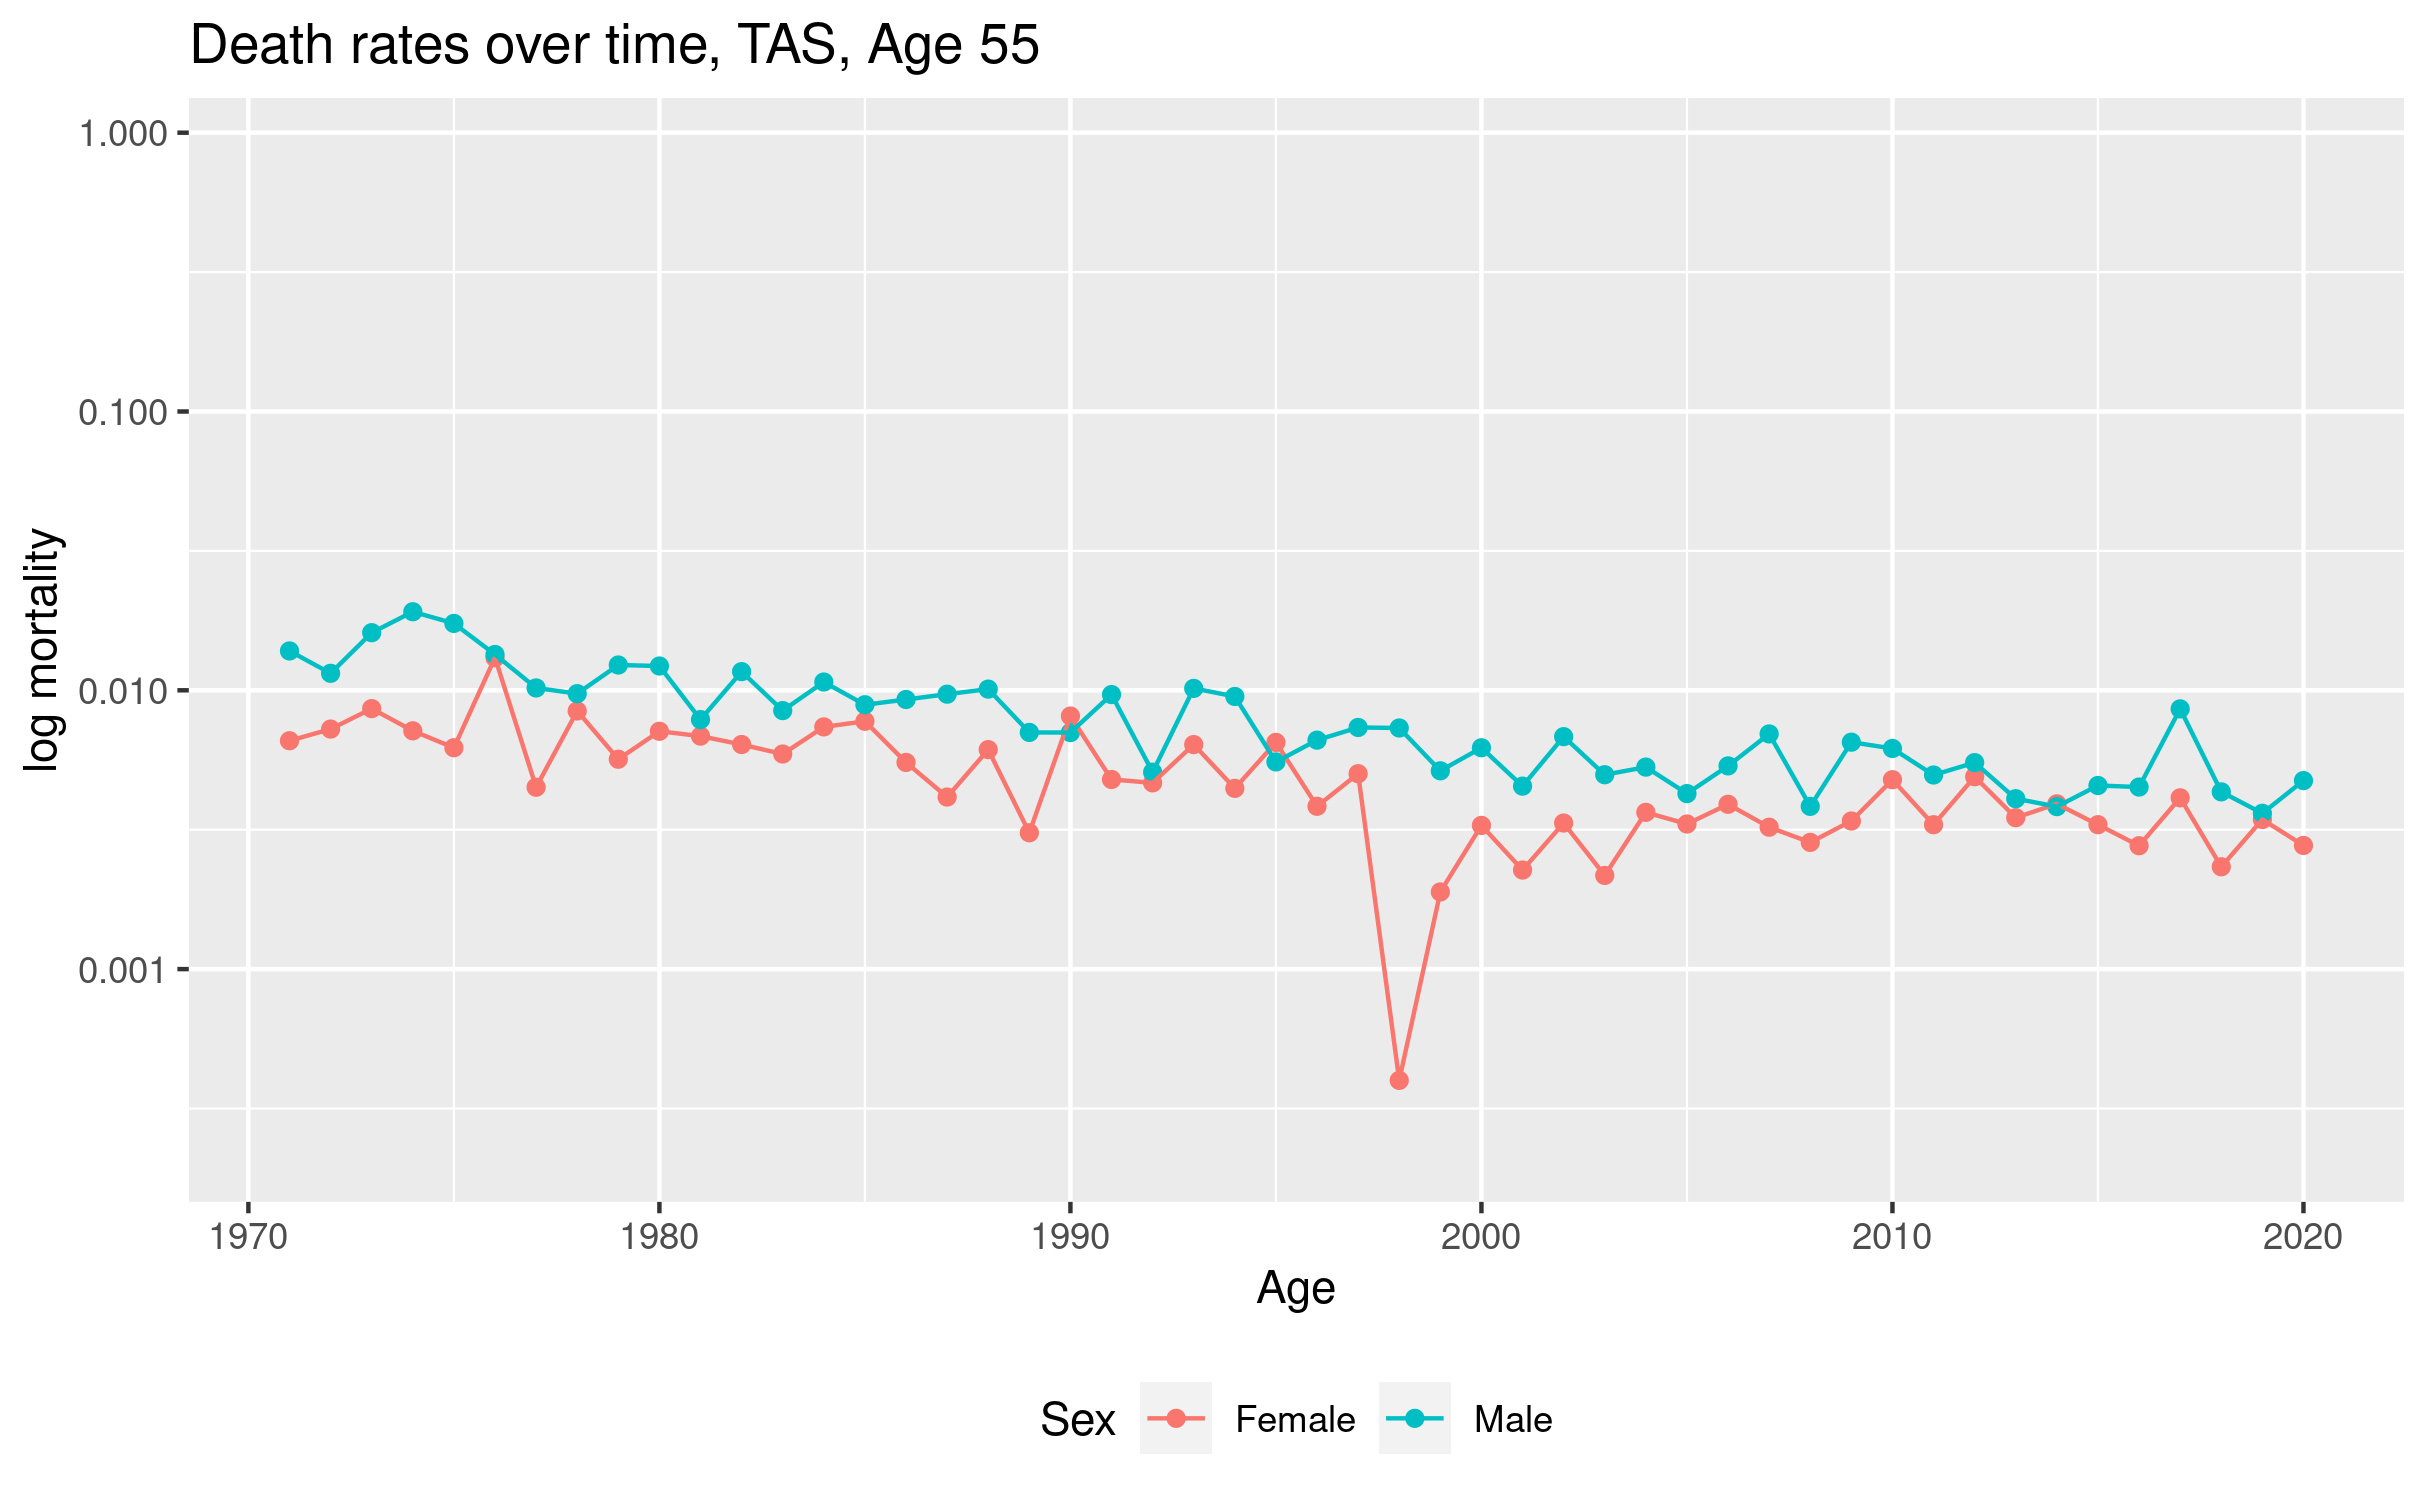 Death rates over time, TAS, Age 55
log mortality
1.000
0.100
0.010
0.001
1970 1980 1990 2000 2010 2020
Age
Sex Female Male